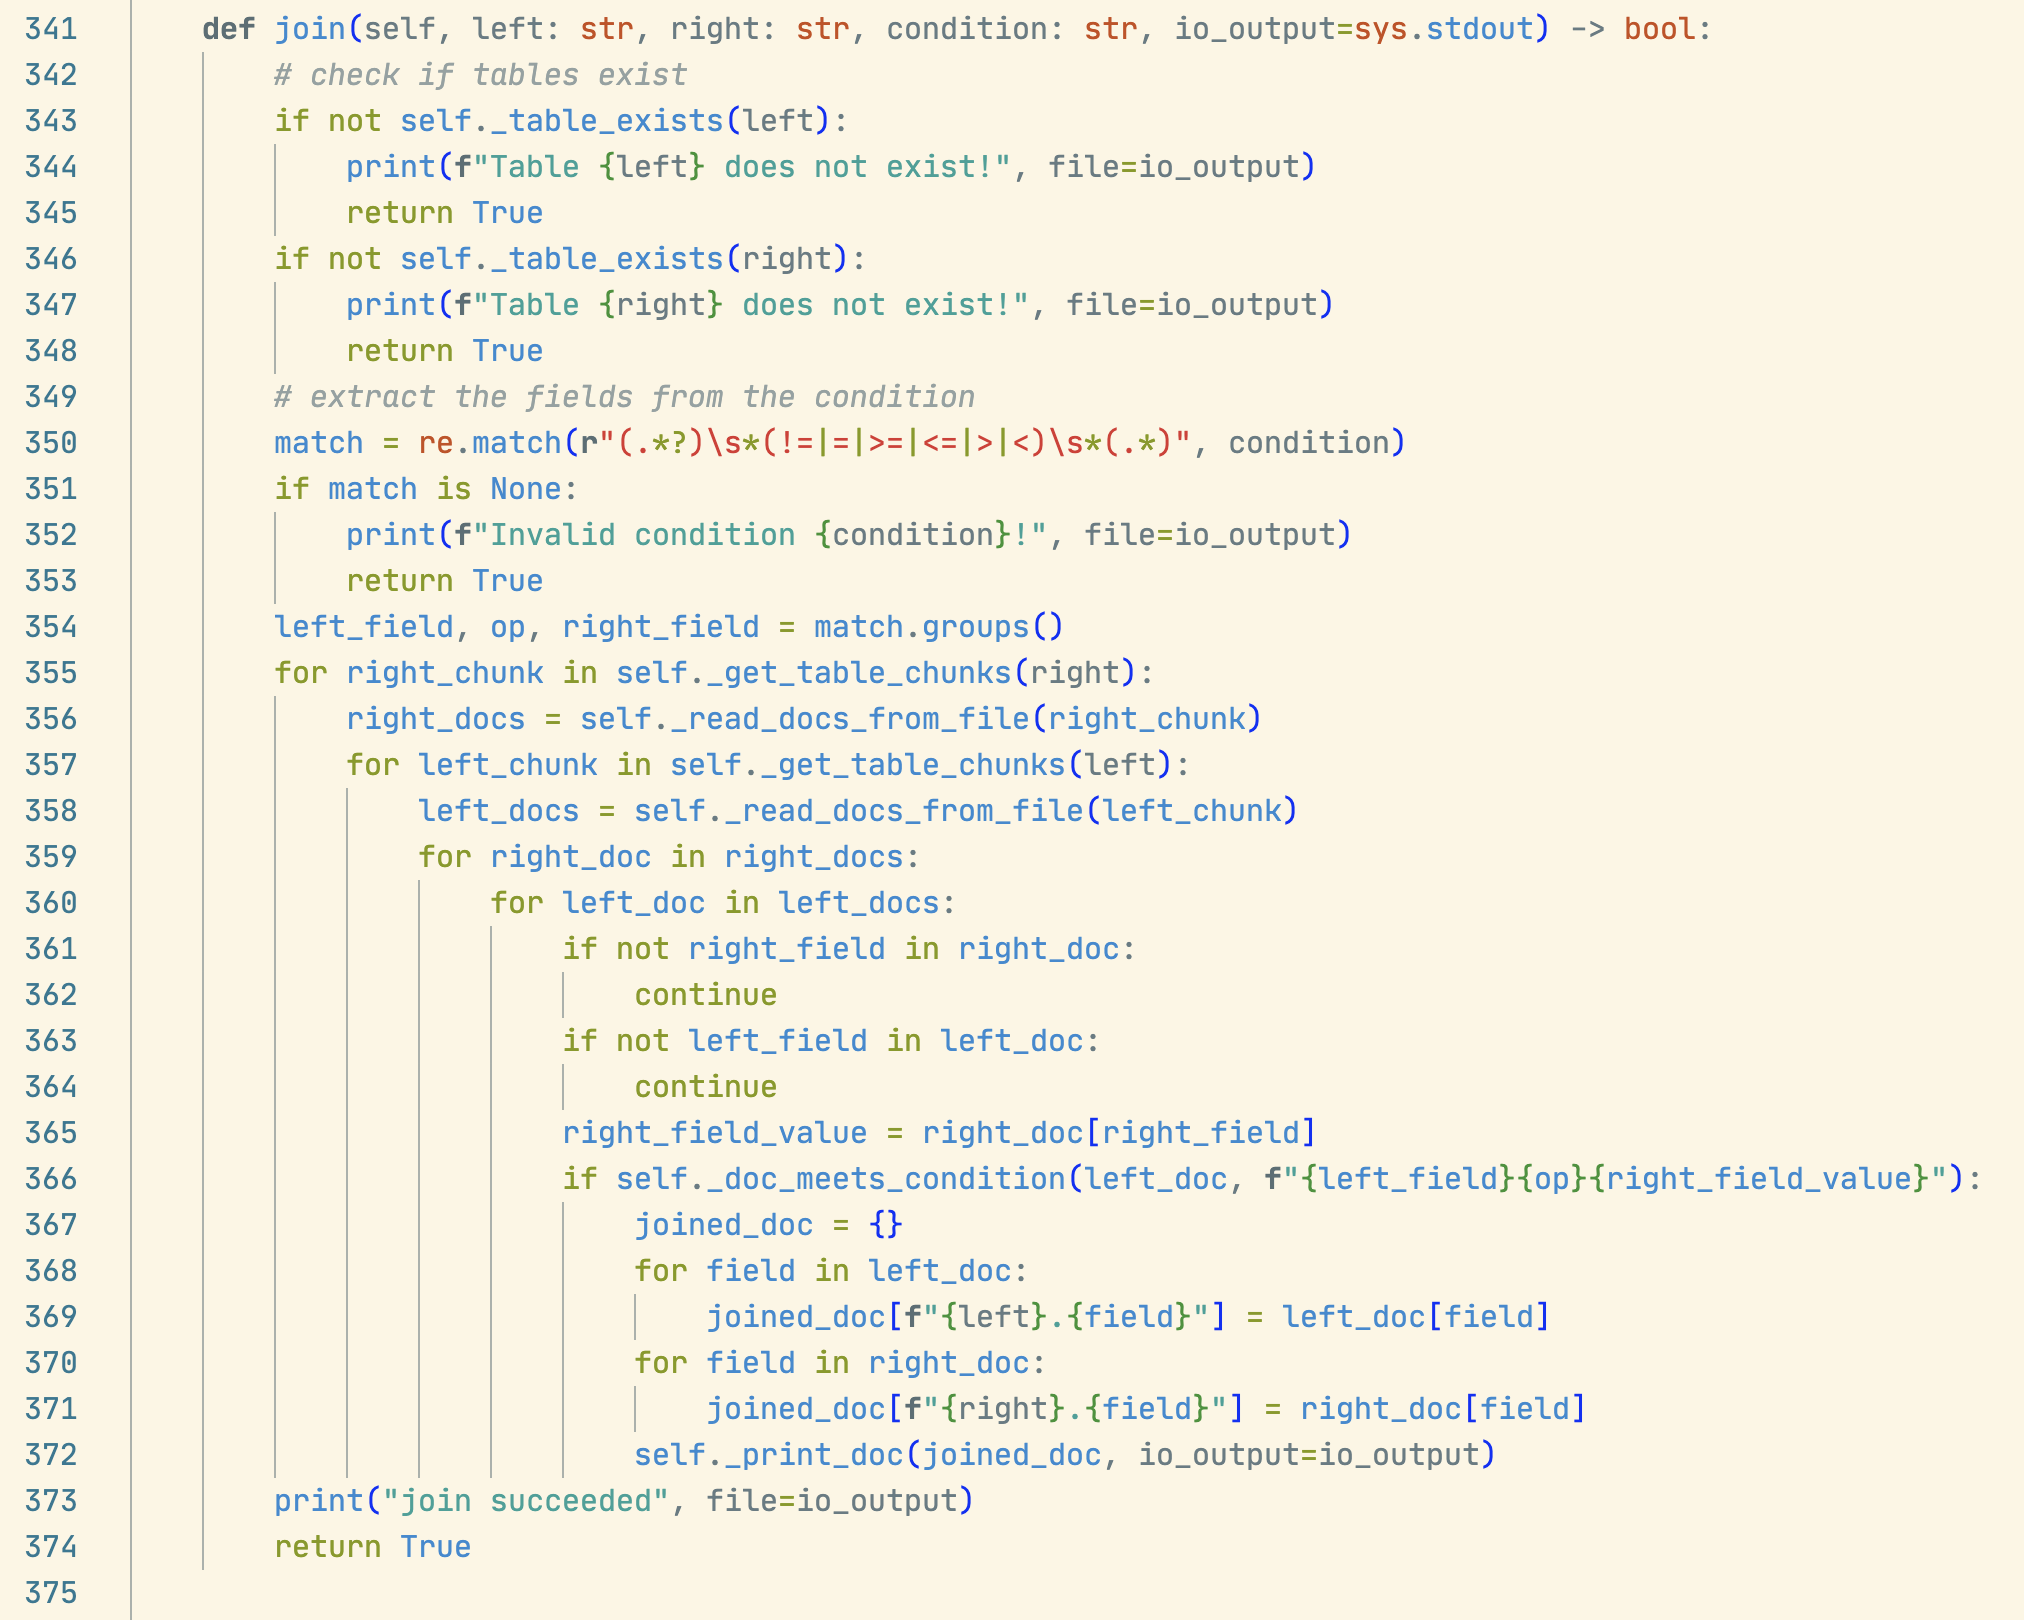 341 def join(self, left: str, right: str, condition: str, io_output=sys.stdout) -> bool:
342 # check if tables exist
343 if not self._table_exists(left):
344 print(f"Table {left} does not exist!", file=io_output)
345 return True
346 if not self._table_exists(right):
347 print(f"Table {right} does not exist!", file=io_output)
348 return True
349 # extract the fields from the condition
350 match = re.match(r"(.*?)\s*(!=|=|>=|<=|>|<)\s*(.*)", condition)
351 if match is None:
352 print(f"Invalid condition {condition}!", file=io_output)
353 return True
354 left_field, op, right_field = match.groups()
355 for right_chunk in self._get_table_chunks(right):
356 right_docs = self._read_docs_from_file(right_chunk)
357 for left_chunk in self._get_table_chunks(left):
358 left_docs = self._read_docs_from_file(left_chunk)
359 for right_doc in right_docs:
360 for left_doc in left_docs:
361 if not right_field in right_doc:
362 continue
363 if not left_field in left_doc:
364 continue
365 right_field_value = right_doc[right_field]
366 if self._doc_meets_condition(left_doc, f"{left_field}{op}{right_field_value}"):
367 joined_doc = {}
368 for field in left_doc:
369 joined_doc[f"{left}.{field}"] = left_doc[field]
370 for field in right_doc:
371 joined_doc[f"{right}.{field}"] = right_doc[field]
372 self._print_doc(joined_doc, io_output=io_output)
373 print("join succeeded", file=io_output)
374 return True
375